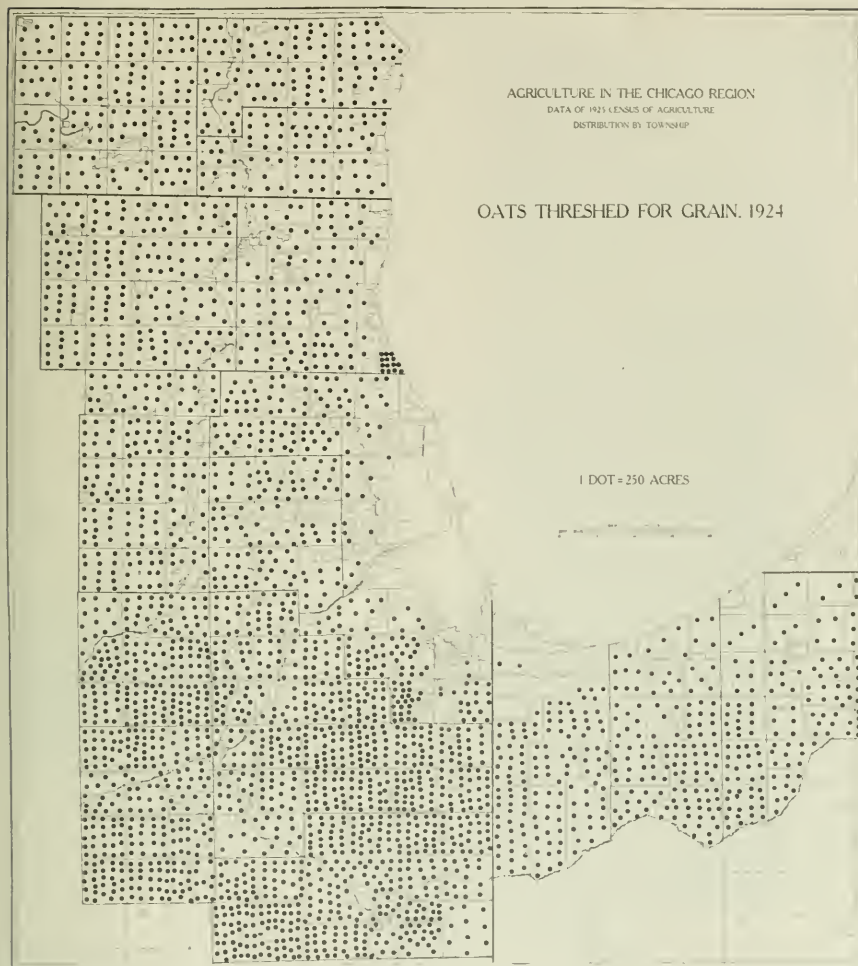 AGRICULTURE IN THE CHICAGO REGION
DATA OF 1925 CENSUS OF AGRICULTURE
DISTRIBUTION BY TOWNSHIP
OATS THRESHED FOR GRAIN. 1924
1 DOT = 250 ACRES